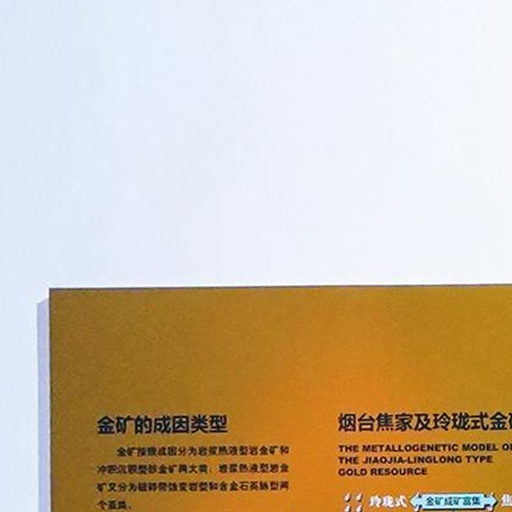 金矿的成因类型
金矿按照成因分为岩浆热液型岩金矿和
冲积沉积型砂金矿两大类，岩浆热液型岩金
矿又分为破碎带蚀变岩型和含金石英脉型两
个亚类。
烟台焦家及玲珑式金
THE METALLOGENETIC MODEL
THE JIAOJIA-LINGLONG TYPE
GOLD RESOURCE
玲珑式 金矿成矿富集 焦